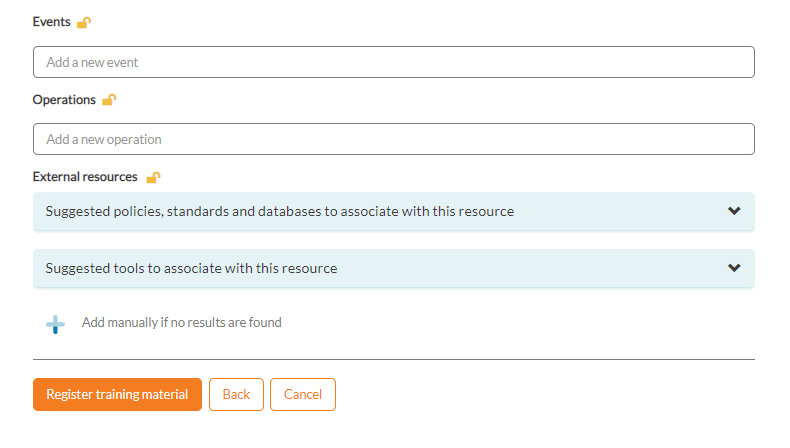 Events
Add a new event
Operations
Add a new operation
External resources
Suggested policies, standards and databases to associate with this resource
Suggested tools to associate with this resource
Add manually if no results are found
Register training material Back Cancel